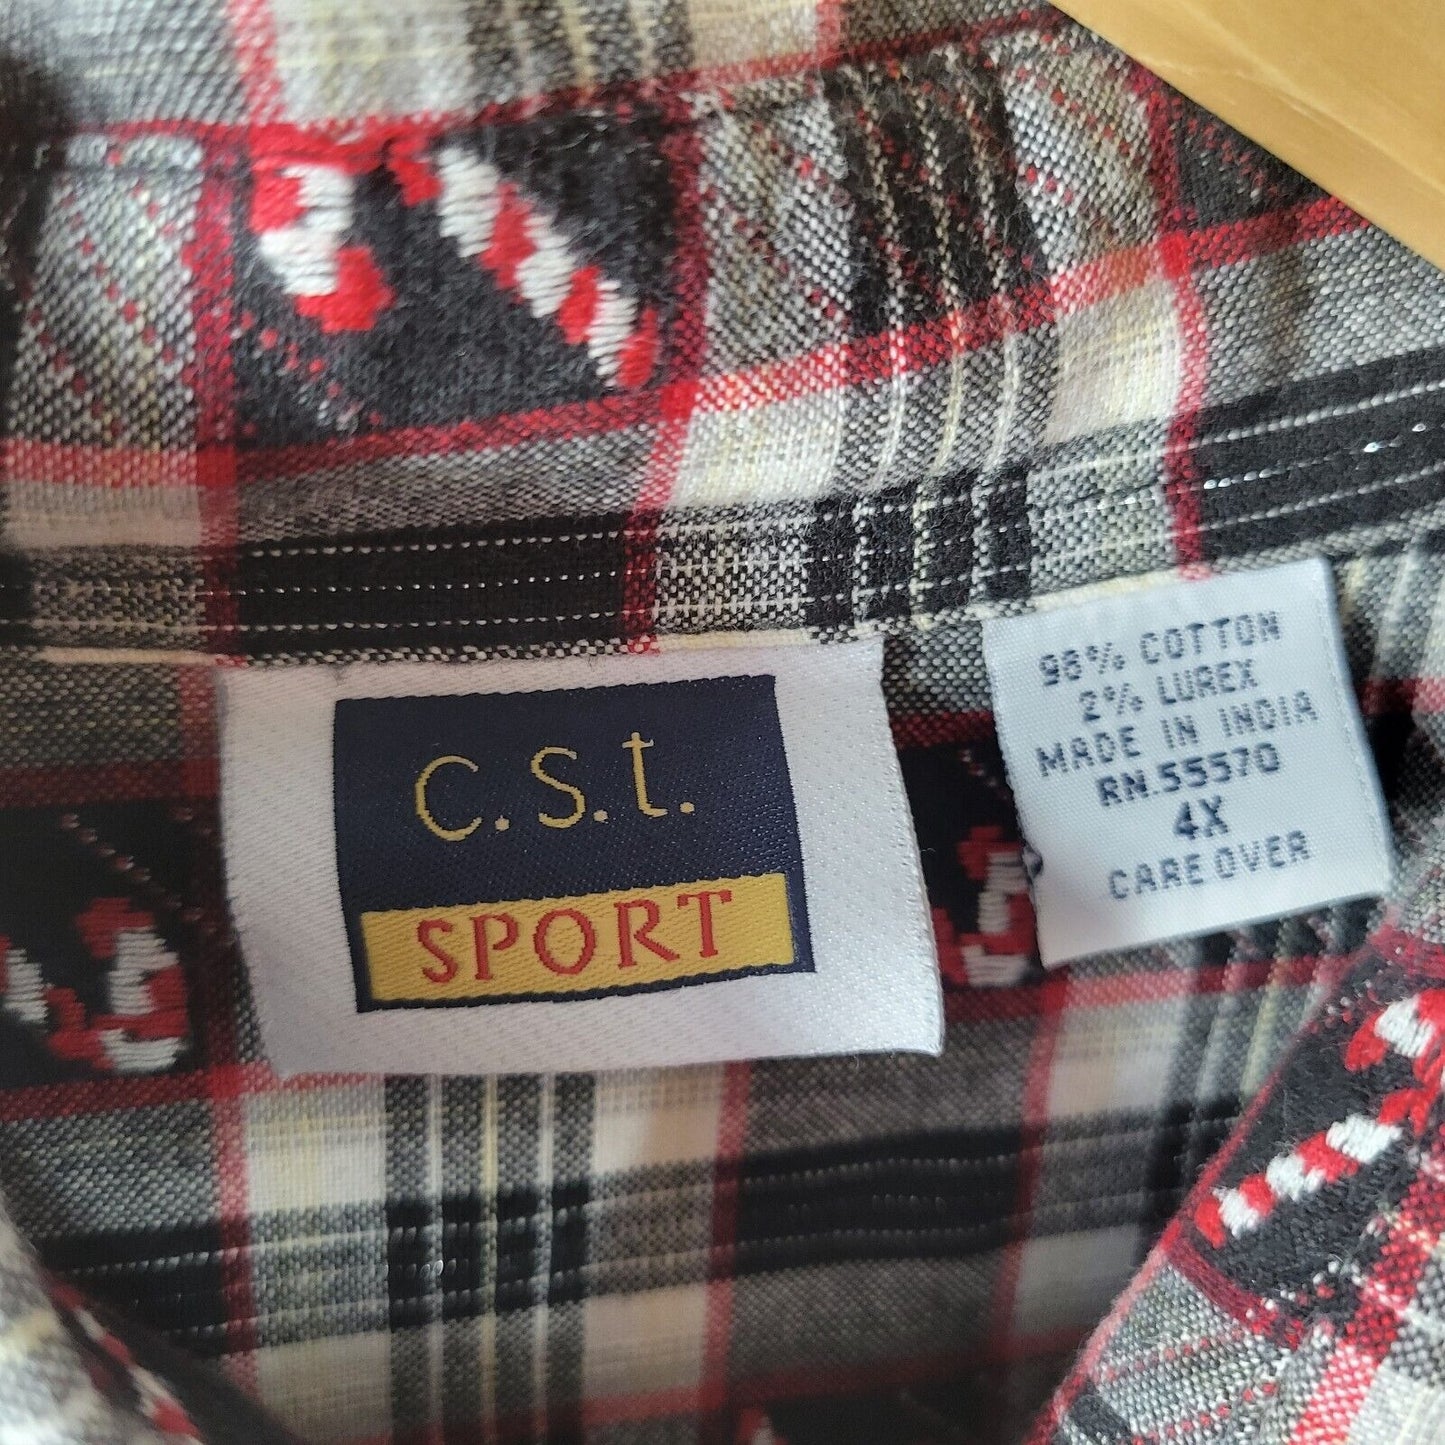 c.s.t.
SPORT
98% COTTON
2% LUREX
MADE IN INDIA
RN.55570
4X
CARE OVER